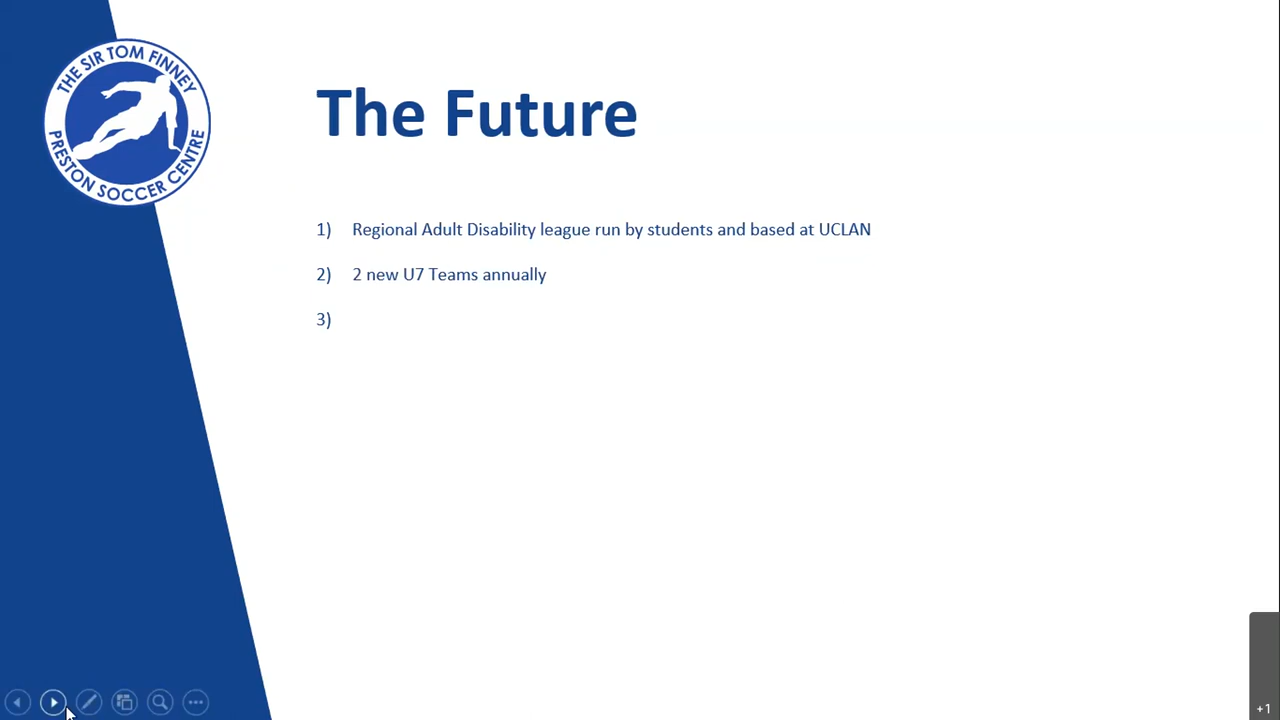 THE SIR TOM FINNEY
PRESTON SOCCER CENTRE
The Future
1) Regional Adult Disability league run by students and based at UCLAN
2) 2 new U7 Teams annually
3)
+1